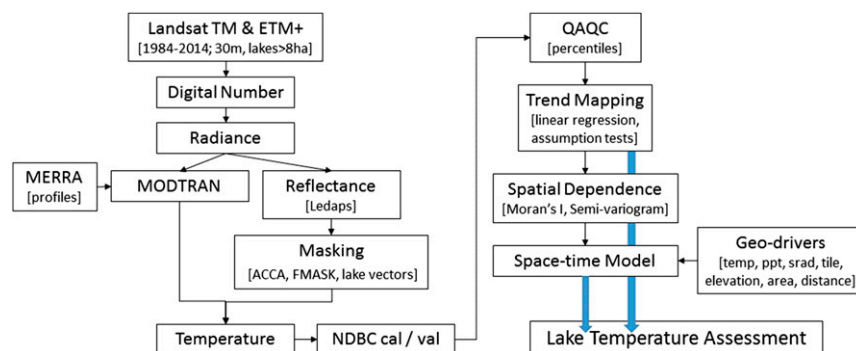 Landsat TM & ETM+
[1984-2014; 30m, lakes>8ha]
Digital Number
Radiance
MERRA
[profiles]
MODTRAN
Reflectance
[Ledaps]
Masking
[ACCA, FMASK, lake vectors]
Temperature
NDBC cal / val
QAQC
[percentiles]
Trend Mapping
[linear regression,
assumption tests]
Spatial Dependence
[Moran's I, Semi-variogram]
Space-time Model
Geo-drivers
[temp, ppt, srad, tile,
elevation, area, distance]
Lake Temperature Assessment